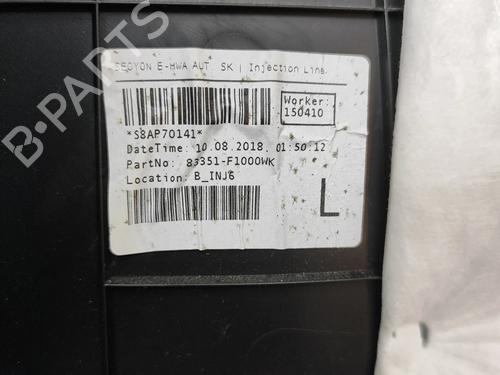 SEOYON E-HWA AUT SK | Injection Line
Worker:
150410
*S8AP70141*
DateTime: 10.08.2018. 01:50:12
PartNo: 83351-F1000WK
Location: B_INJ6
L
B-PARTS